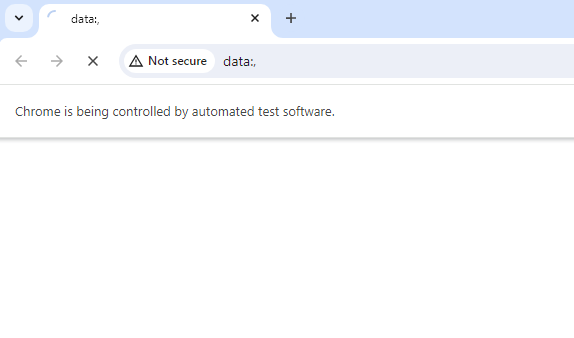 data:,
Not secure data:,
Chrome is being controlled by automated test software.